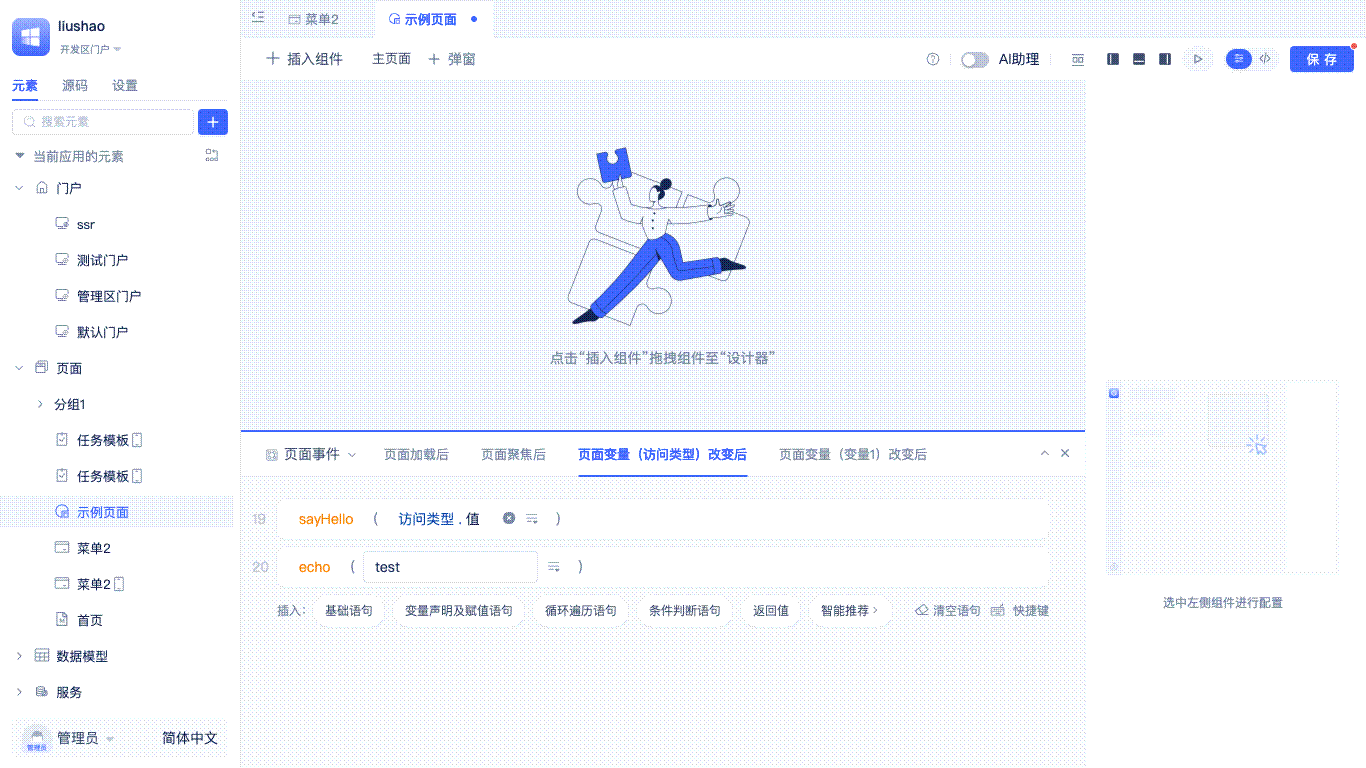 liushao
开发区门户
元素 源码 设置
搜索元素
当前应用的元素
门户
ssr
测试门户
管理区门户
默认门户
页面
分组1
任务模板
任务模板
示例页面
菜单2
菜单2
首页
数据模型
服务
管理员
管理员 简体中文
菜单2 示例页面
插入组件 主页面 弹窗 AI助理 保存
点击“插入组件”拖拽组件至“设计器”
页面事件 页面加载后 页面聚焦后 页面变量（访问类型）改变后 页面变量（变量1）改变后
19 sayHello ( 访问类型 . 值 )
20 echo ( test )
插入： 基础语句 变量声明及赋值语句 循环遍历语句 条件判断语句 返回值 智能推荐 清空语句 快捷键
选中左侧组件进行配置